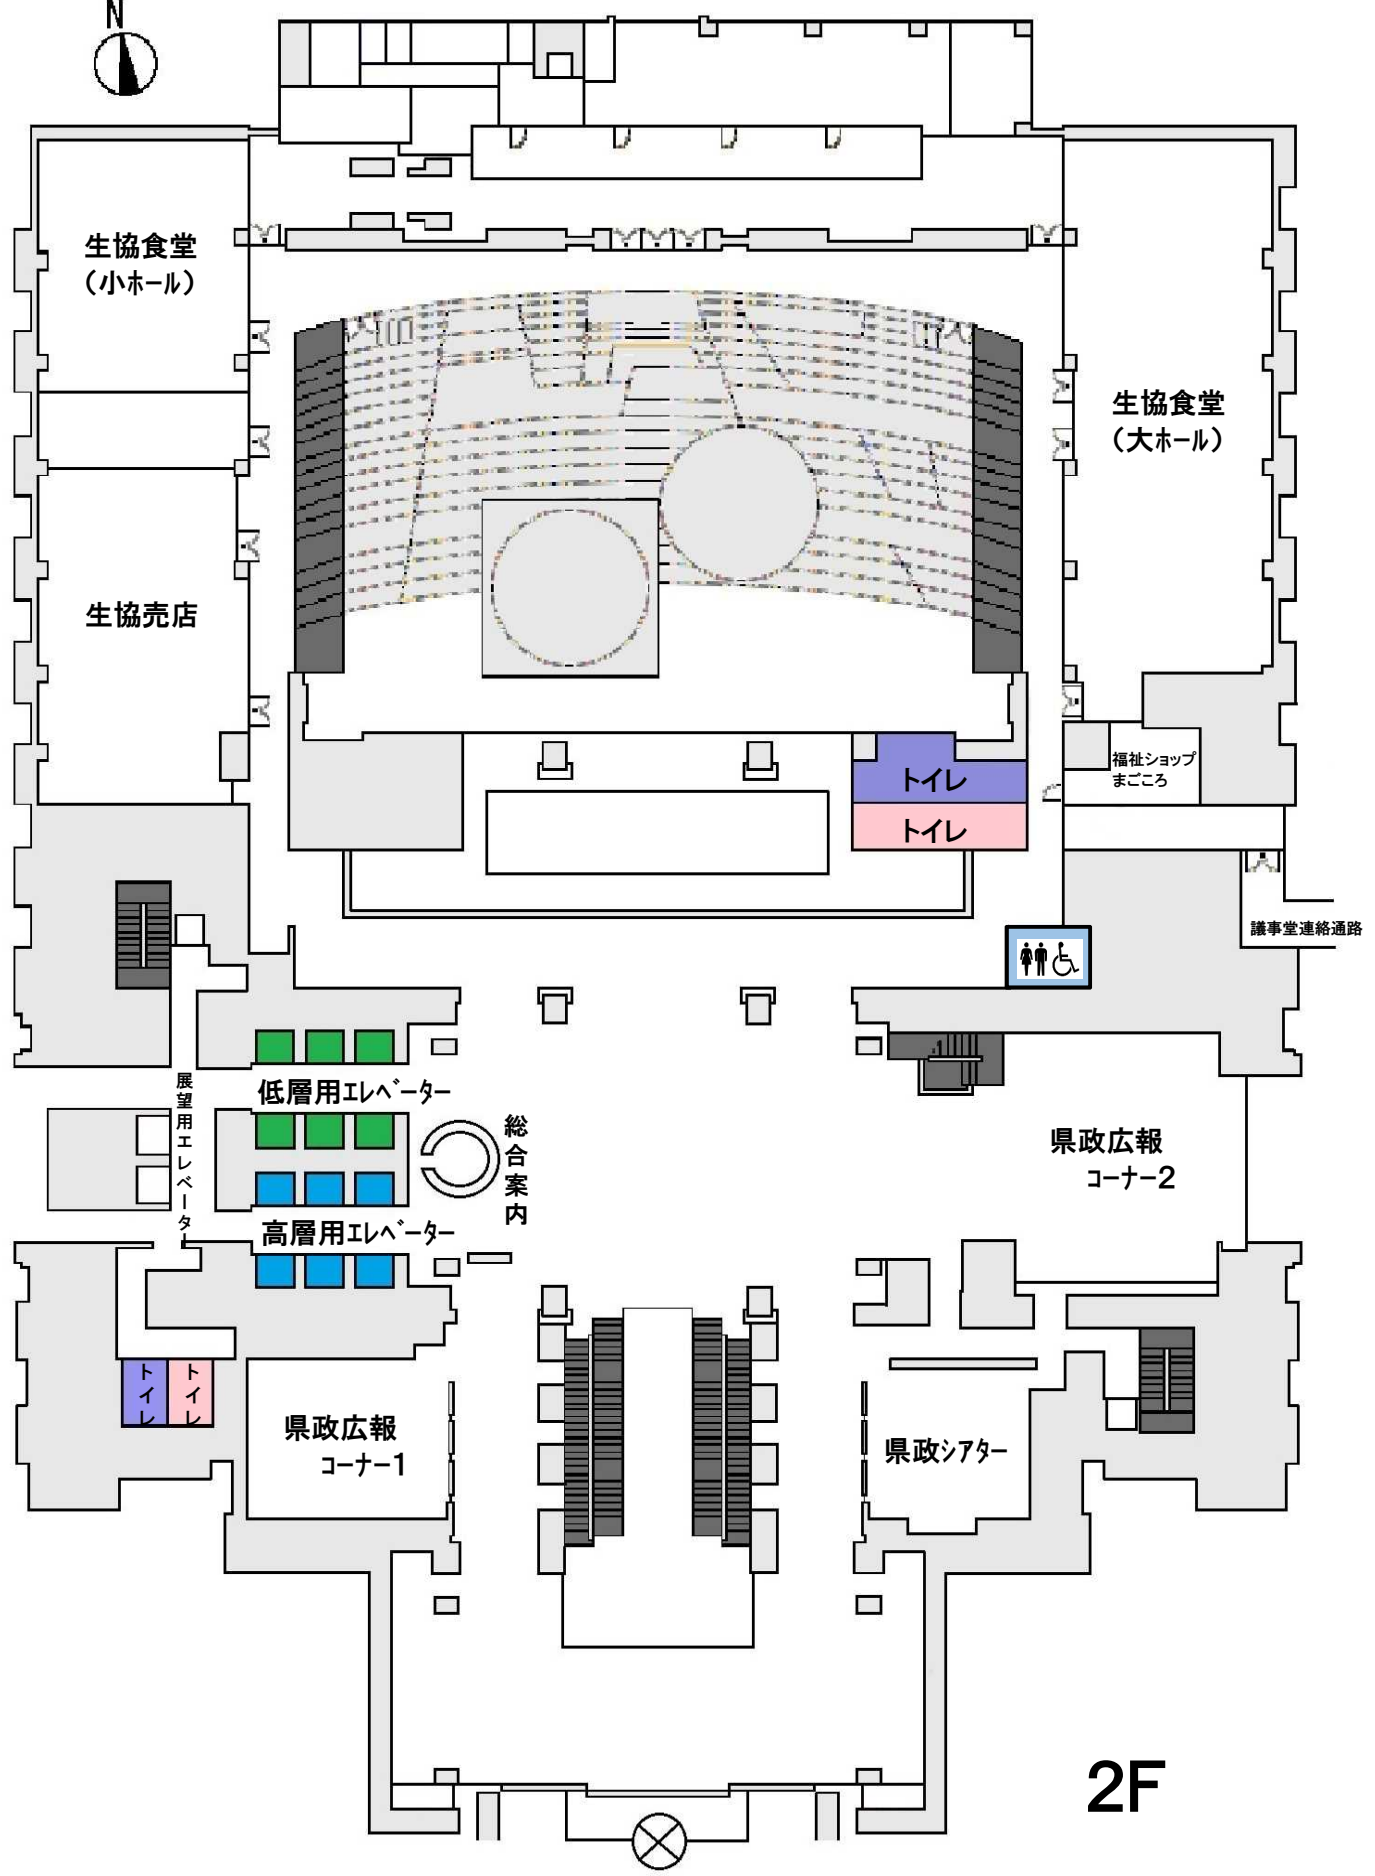 N
生協食堂
（小ホール）
生協食堂
（大ホール）
生協売店
福祉ショップ
まごころ
トイレ
トイレ
議事堂連絡通路
低層用エレベーター
展望用エレベーター
総合案内
県政広報
コーナー2
高層用エレベーター
トイレ
トイレ
県政広報
コーナー1
県政シアター
2F